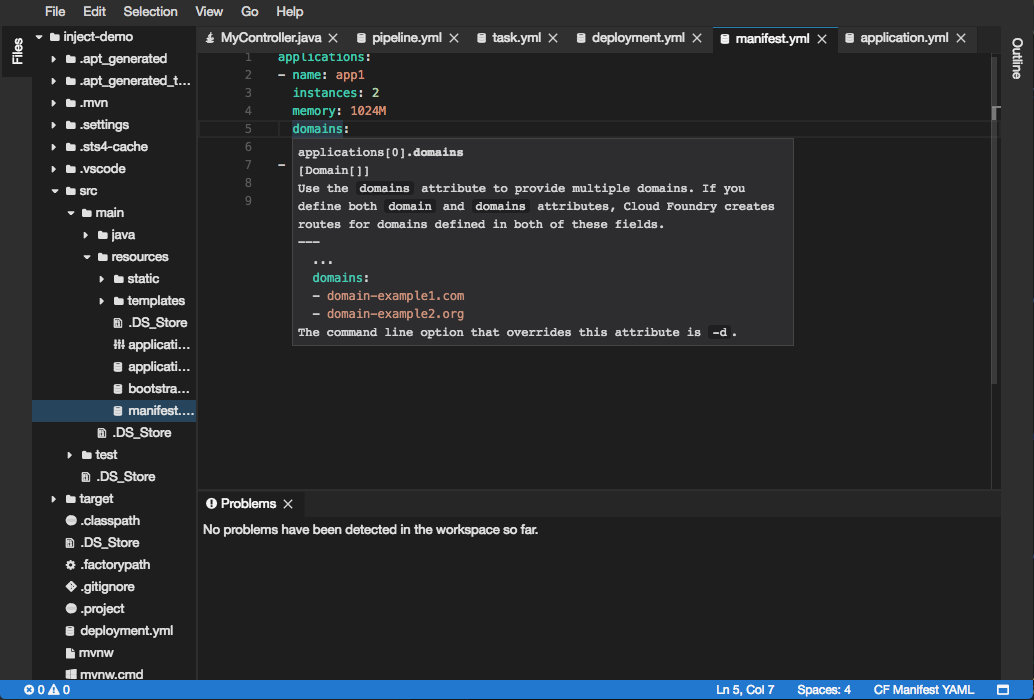 File Edit Selection View Go Help
Files
inject-demo
.apt_generated
.apt_generated_t...
.mvn
.settings
.sts4-cache
.vscode
src
main
java
resources
static
templates
.DS_Store
applicati...
applicati...
bootstra...
manifest....
.DS_Store
test
.DS_Store
target
.classpath
.DS_Store
.factorypath
.gitignore
.project
deployment.yml
mvnw
mvnw.cmd
MyController.java pipeline.yml task.yml deployment.yml manifest.yml application.yml
1 applications:
2 - name: app1
3 instances: 2
4 memory: 1024M
5 domains:
6
7 -
8
9
applications[0].domains
[Domain[]]
Use the domains attribute to provide multiple domains. If you
define both domain and domains attributes, Cloud Foundry creates
routes for domains defined in both of these fields.
---
...
domains:
- domain-example1.com
- domain-example2.org
The command line option that overrides this attribute is -d.
Problems
No problems have been detected in the workspace so far.
Outline
0 0 Ln 5, Col 7 Spaces: 4 CF Manifest YAML